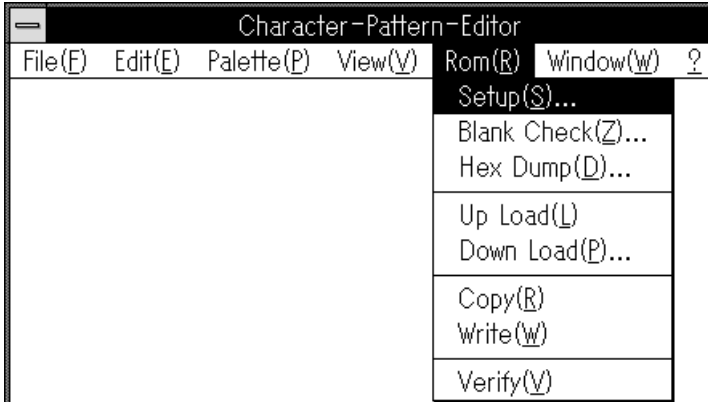 Character-Pattern-Editor
File(F) Edit(E) Palette(P) View(V) Rom(R) Window(W) ?
Setup(S)...
Blank Check(Z)...
Hex Dump(D)...
Up Load(L)
Down Load(P)...
Copy(R)
Write(W)
Verify(V)